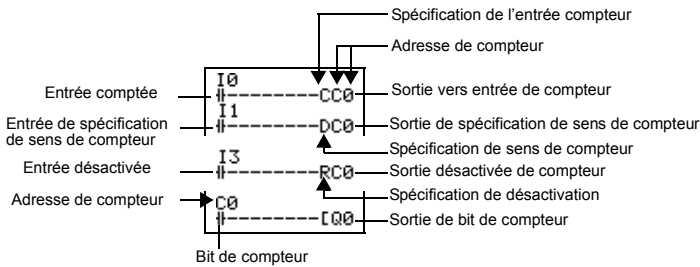 Spécification de l'entrée compteur
Adresse de compteur
I0
Entrée comptée
CC0
Sortie vers entrée de compteur
I1
Entrée de spécification
de sens de compteur
DC0
Sortie de spécification de sens de compteur
Spécification de sens de compteur
I3
Entrée désactivée
RC0
Sortie désactivée de compteur
Spécification de désactivation
Adresse de compteur
C0
[Q0
Sortie de bit de compteur
Bit de compteur